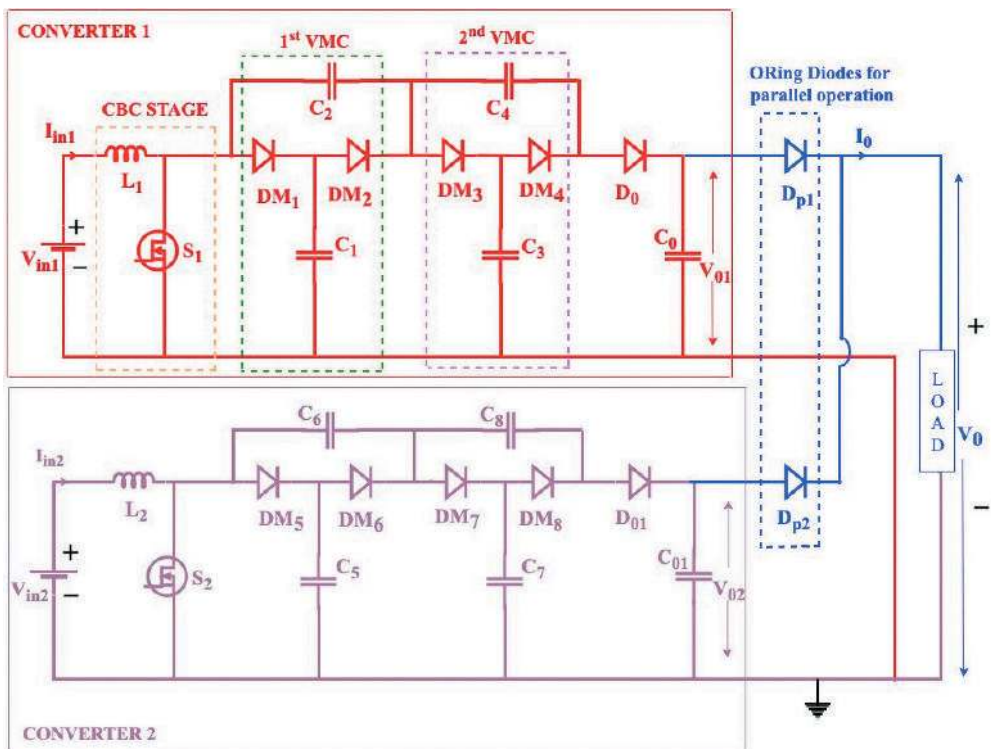 CONVERTER 1
1st VMC
2nd VMC
ORing Diodes for
parallel operation
CBC STAGE
C2
C4
Iin1
I0
L1
DM1
DM2
DM3
DM4
D0
Dp1
S1
C1
C3
C0
V01
+
−
Vin1
+
LOAD
V0
−
C6
C8
Iin2
L2
DM5
DM6
DM7
DM8
D01
Dp2
S2
C5
C7
C01
V02
+
−
Vin2
CONVERTER 2